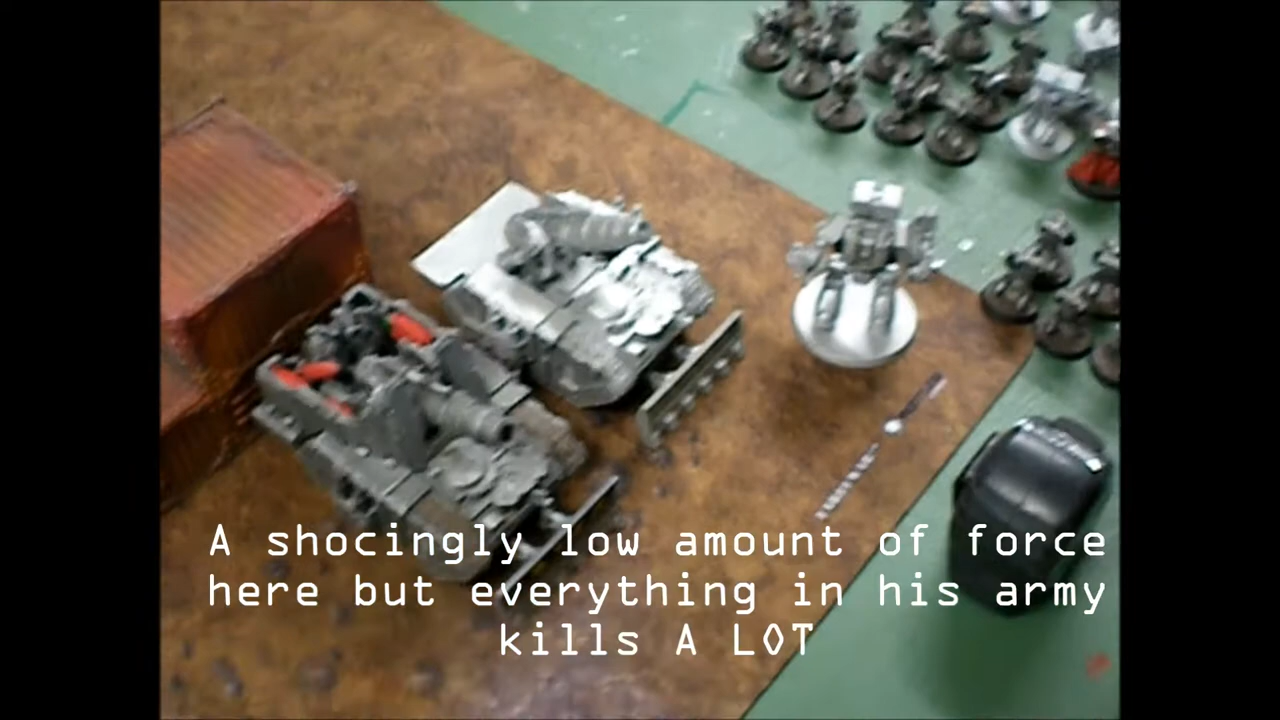 A shocingly low amount of force
here but everything in his army
kills A LOT